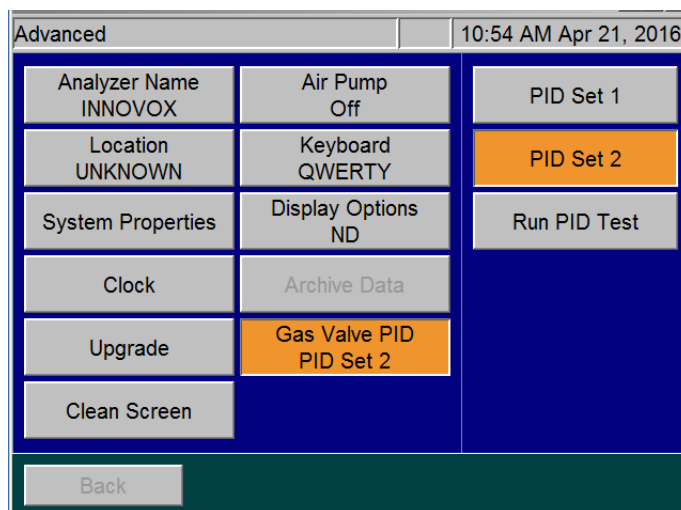 Advanced
10:54 AM Apr 21, 2016
Analyzer Name
INNOVOX
Air Pump
Off
PID Set 1
Location
UNKNOWN
Keyboard
QWERTY
PID Set 2
System Properties
Display Options
ND
Run PID Test
Clock
Archive Data
Upgrade
Gas Valve PID
PID Set 2
Clean Screen
Back